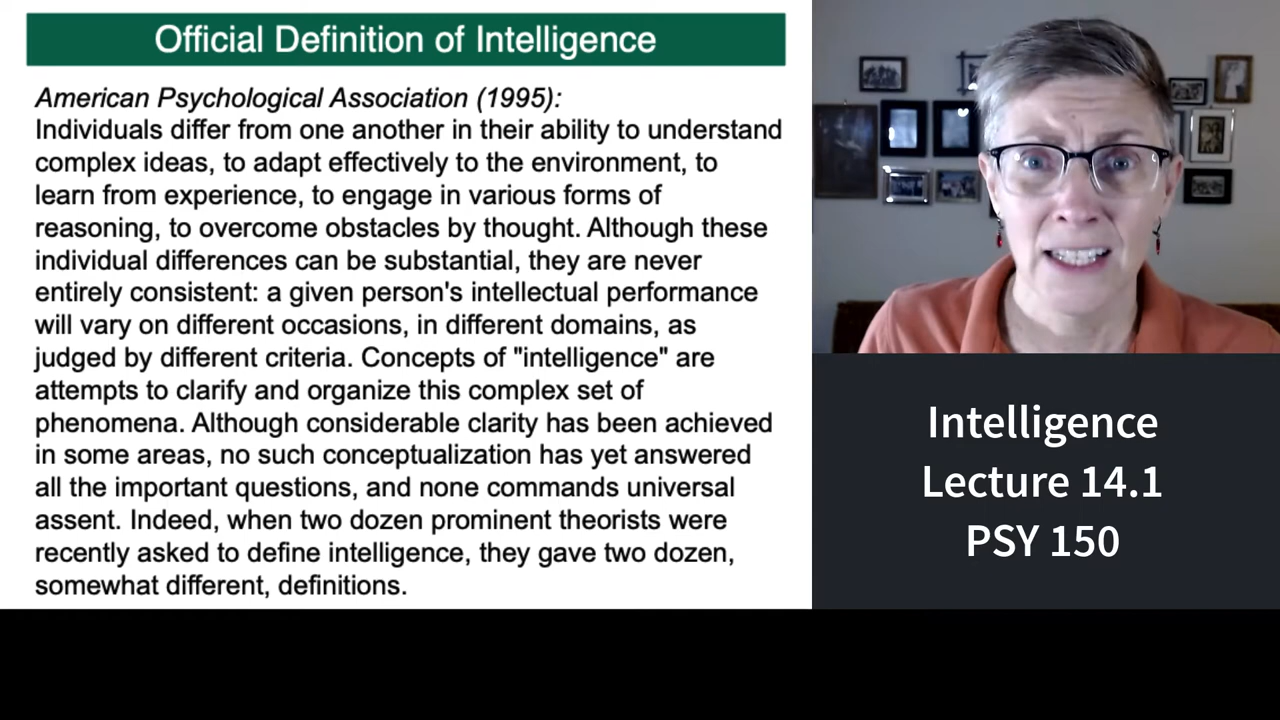 Official Definition of Intelligence
American Psychological Association (1995):
Individuals differ from one another in their ability to understand
complex ideas, to adapt effectively to the environment, to
learn from experience, to engage in various forms of
reasoning, to overcome obstacles by thought. Although these
individual differences can be substantial, they are never
entirely consistent: a given person's intellectual performance
will vary on different occasions, in different domains, as
judged by different criteria. Concepts of "intelligence" are
attempts to clarify and organize this complex set of
phenomena. Although considerable clarity has been achieved
in some areas, no such conceptualization has yet answered
all the important questions, and none commands universal
assent. Indeed, when two dozen prominent theorists were
recently asked to define intelligence, they gave two dozen,
somewhat different, definitions.
Intelligence
Lecture 14.1
PSY 150